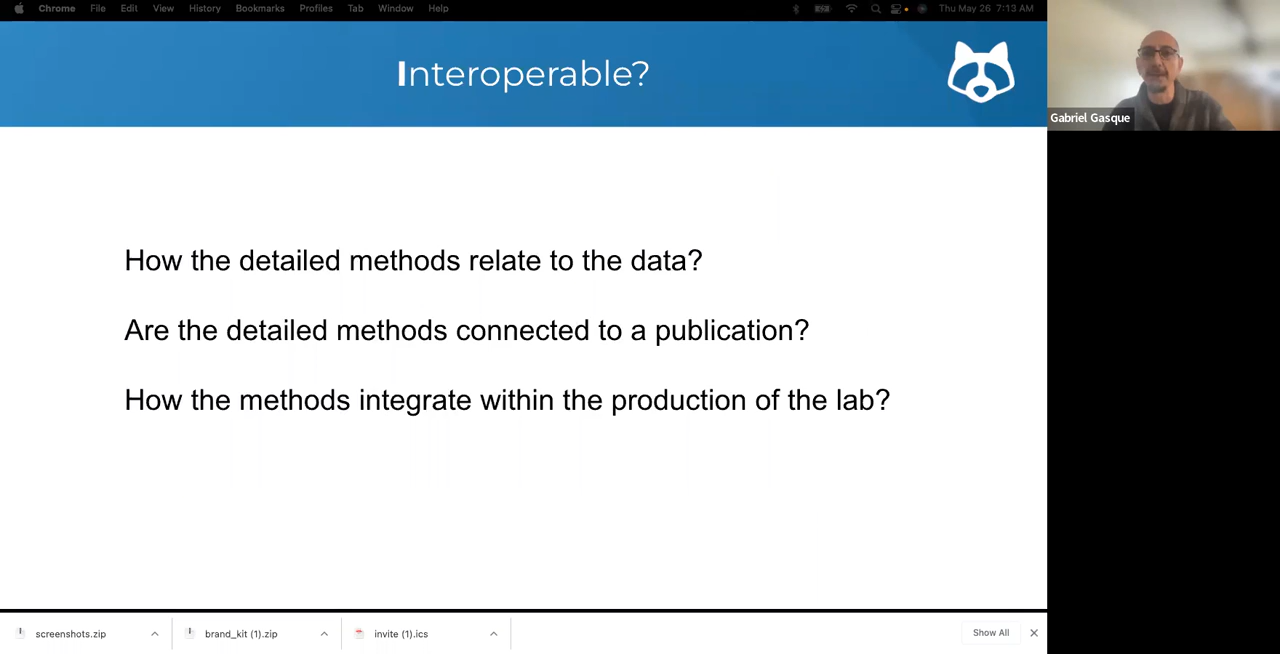 Chrome File Edit View History Bookmarks Profiles Tab Window Help Thu May 26 7:13 AM
Interoperable?
Gabriel Gasque
How the detailed methods relate to the data?
Are the detailed methods connected to a publication?
How the methods integrate within the production of the lab?
screenshots.zip brand_kit (1).zip invite (1).ics Show All